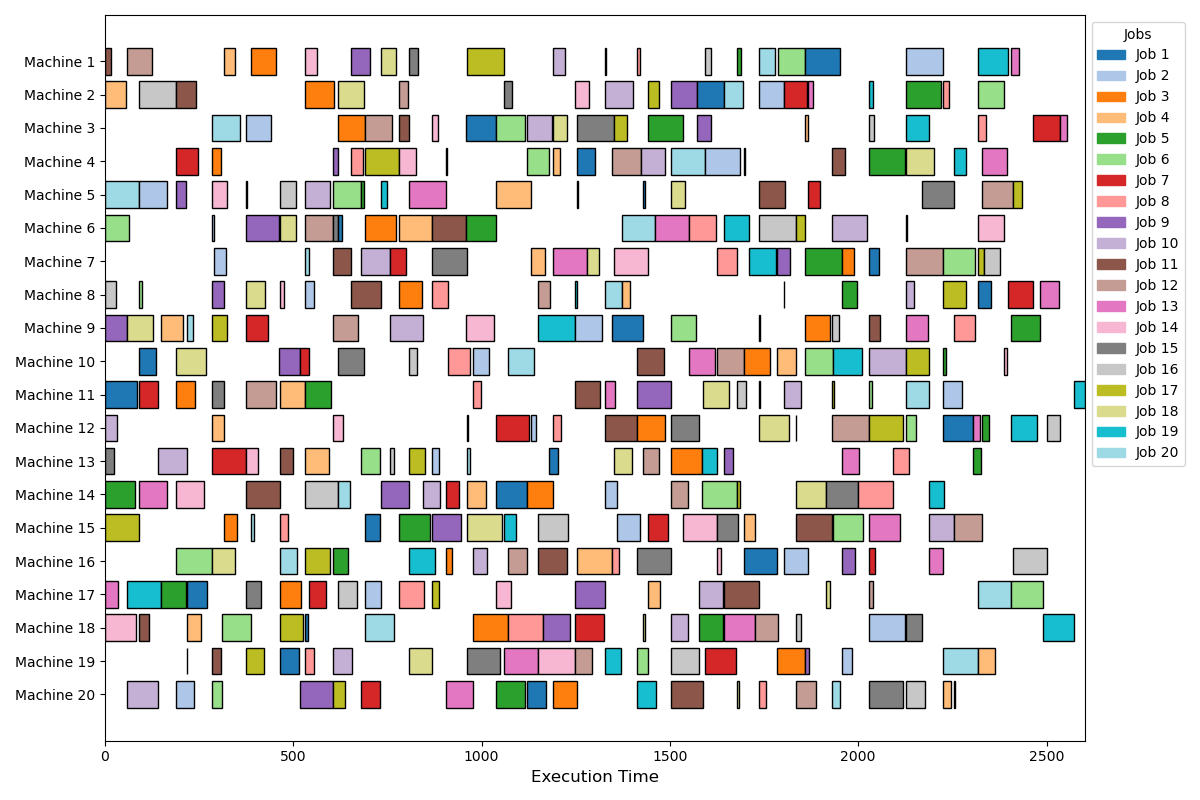 Machine 1
Machine 2
Machine 3
Machine 4
Machine 5
Machine 6
Machine 7
Machine 8
Machine 9
Machine 10
Machine 11
Machine 12
Machine 13
Machine 14
Machine 15
Machine 16
Machine 17
Machine 18
Machine 19
Machine 20
0 500 1000 1500 2000 2500
Execution Time
Jobs
Job 1
Job 2
Job 3
Job 4
Job 5
Job 6
Job 7
Job 8
Job 9
Job 10
Job 11
Job 12
Job 13
Job 14
Job 15
Job 16
Job 17
Job 18
Job 19
Job 20